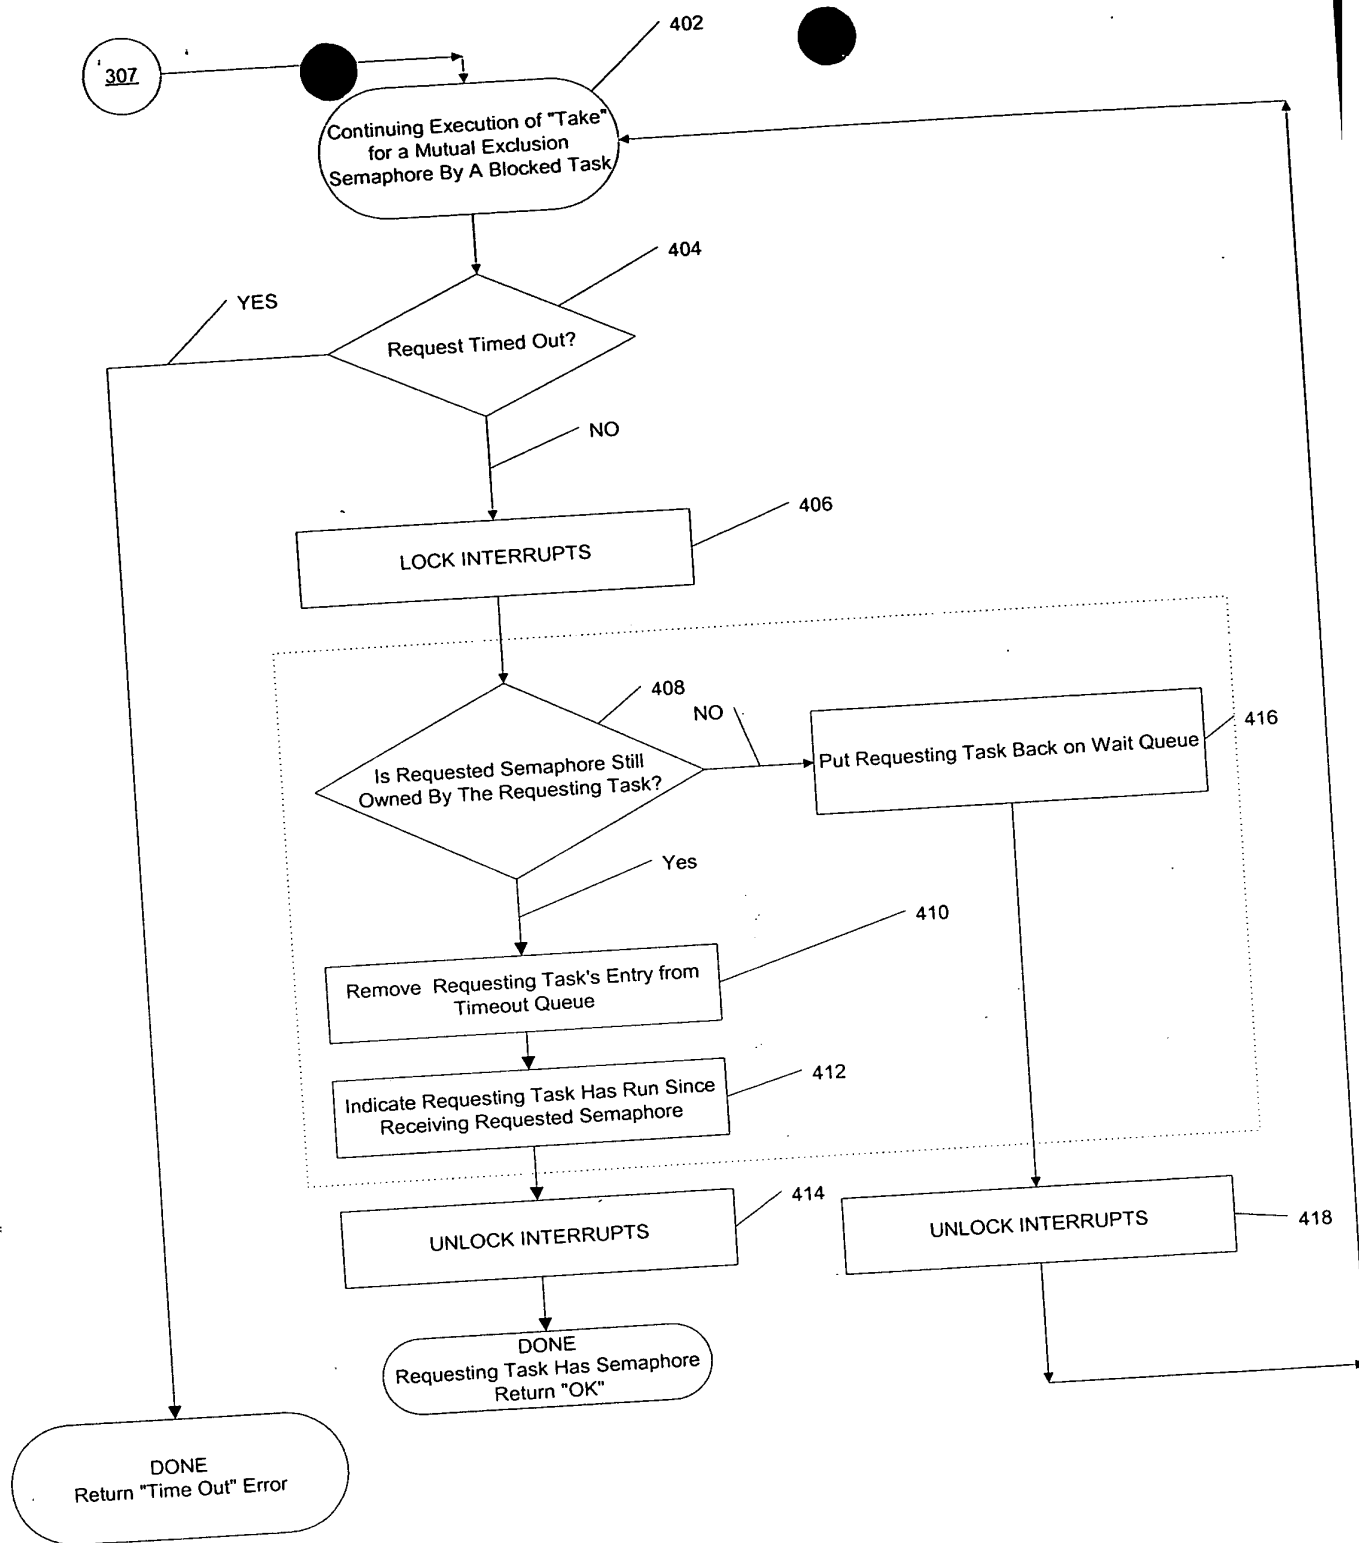 402
307
Continuing Execution of "Take"
for a Mutual Exclusion
Semaphore By A Blocked Task
404
YES
Request Timed Out?
NO
406
LOCK INTERRUPTS
408
NO
416
Put Requesting Task Back on Wait Queue
Is Requested Semaphore Still
Owned By The Requesting Task?
Yes
410
Remove Requesting Task's Entry from
Timeout Queue
412
Indicate Requesting Task Has Run Since
Receiving Requested Semaphore
414
UNLOCK INTERRUPTS
UNLOCK INTERRUPTS
418
DONE
Requesting Task Has Semaphore
Return "OK"
DONE
Return "Time Out" Error